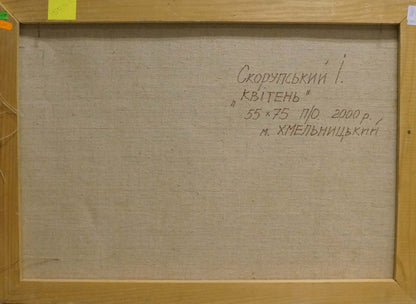 Скорупський І.
„КВІТЕНЬ"
55×75 П/О. 2000 р.
м. ХМЕЛЬНИЦЬКИЙ